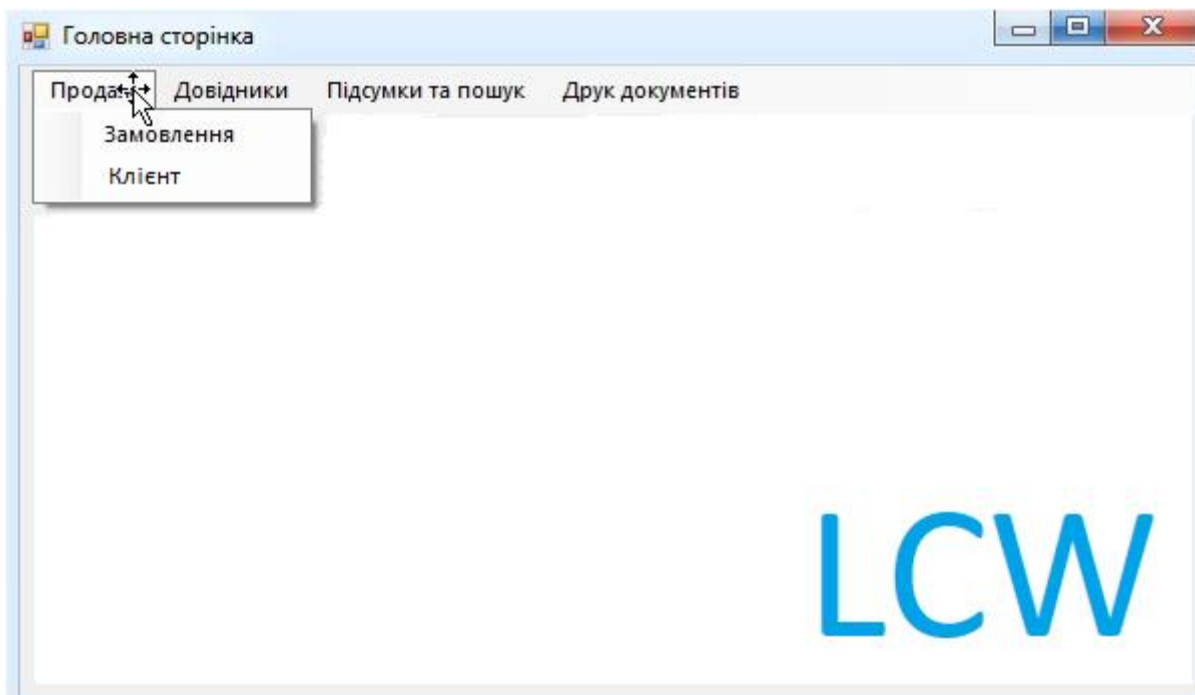 Головна сторінка
Довідники Підсумки та пошук Друк документів
Замовлення
Клієнт
LCW